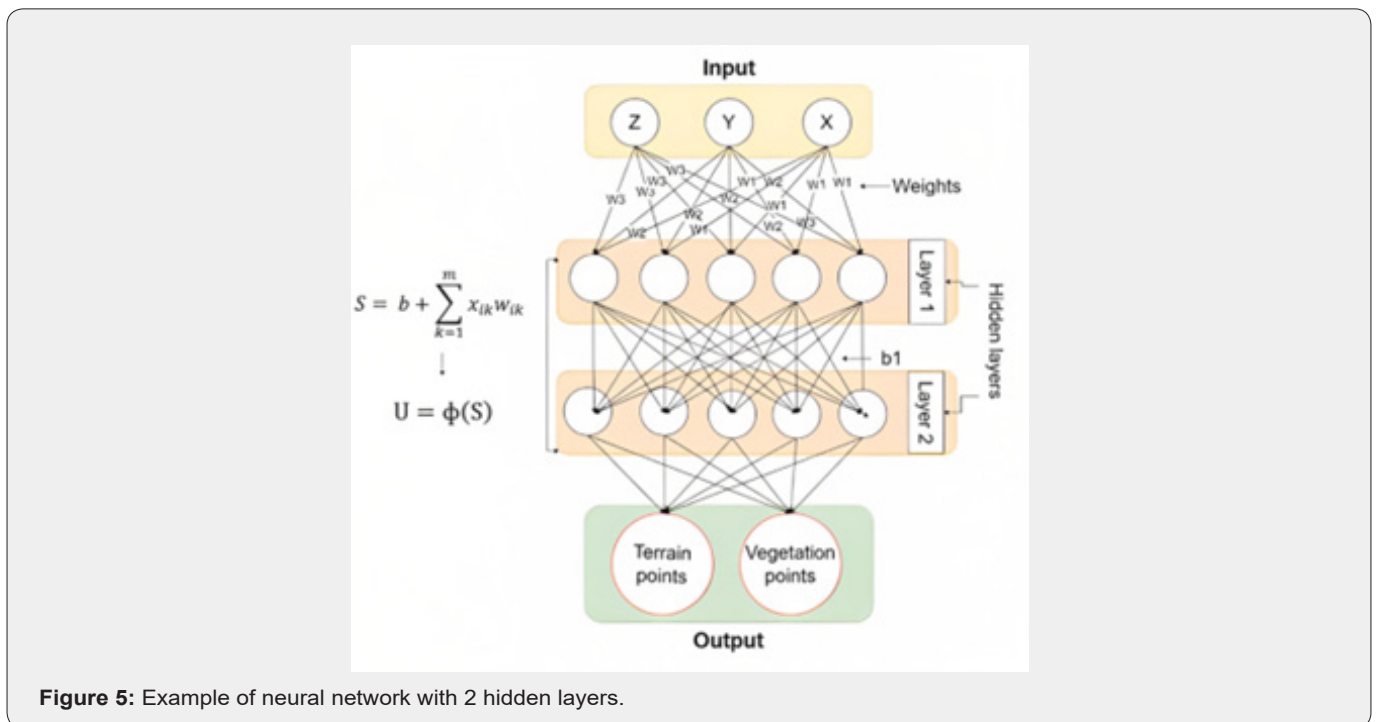 Input
Z Y X
W3
W3 W1 W2 W1 W1 Weights
W3
W3 W2
W2 W1
W2 W1 W2 W3
Layer 1
Hidden layers
S = b + ∑ m k=1 x_{ik} w_{ik}
b1
U = ϕ(S)
Layer 2
Terrain points
Vegetation points
Output
Figure 5: Example of neural network with 2 hidden layers.